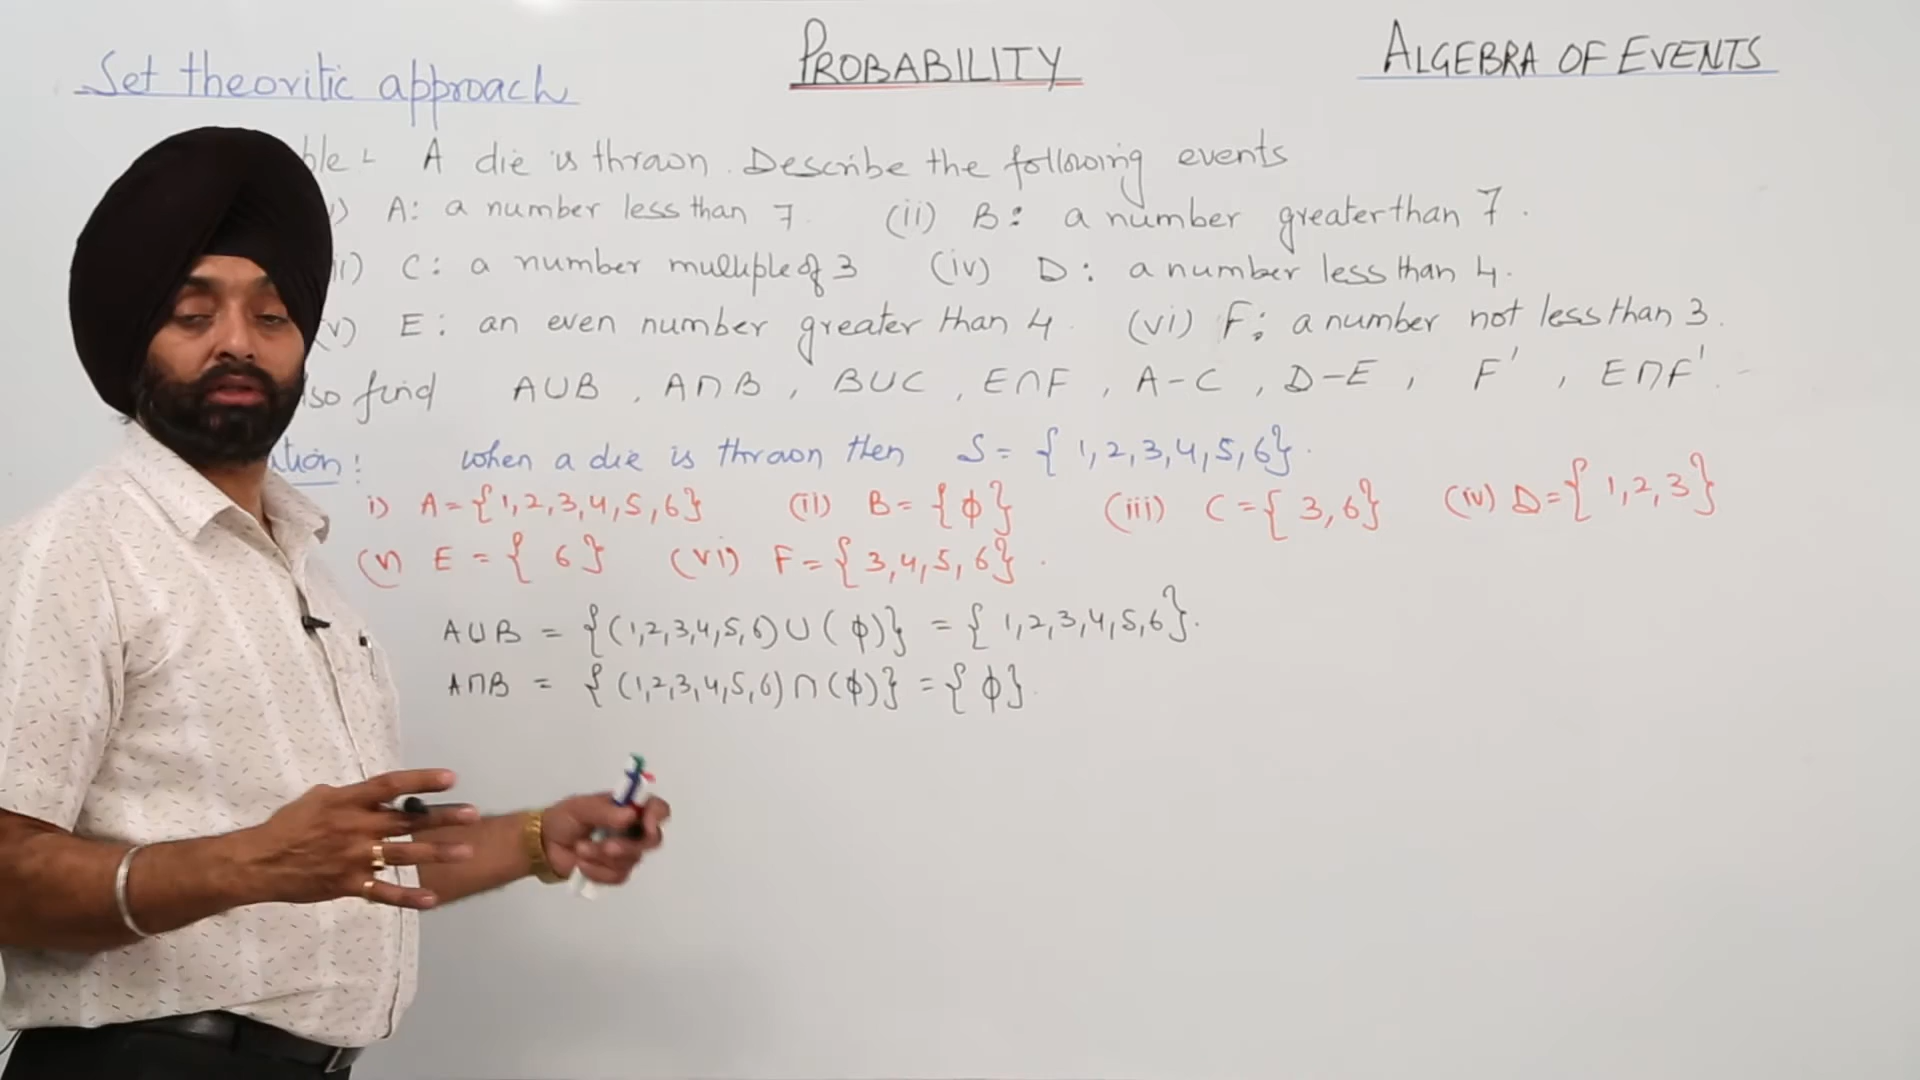 Set theoritic approach
PROBABILITY
ALGEBRA OF EVENTS
A die is thrown. Describe the following events
A: a number less than 7 (ii) B: a number greater than 7.
C: a number multiple of 3 (iv) D: a number less than 4.
(v) E: an even number greater than 4. (vi) F: a number not less than 3.
find A∪B, A∩B, B∪C, E∩F, A-C, D-E, F', E∩F'.
when a die is thrown then S = {1,2,3,4,5,6}.
i) A={1,2,3,4,5,6} (ii) B={ϕ} (iii) C={3,6} (iv) D={1,2,3}
(v) E={6} (vi) F={3,4,5,6}.
A∪B = {(1,2,3,4,5,6)∪(ϕ)} = {1,2,3,4,5,6}.
A∩B = {(1,2,3,4,5,6)∩(ϕ)} = {ϕ}.